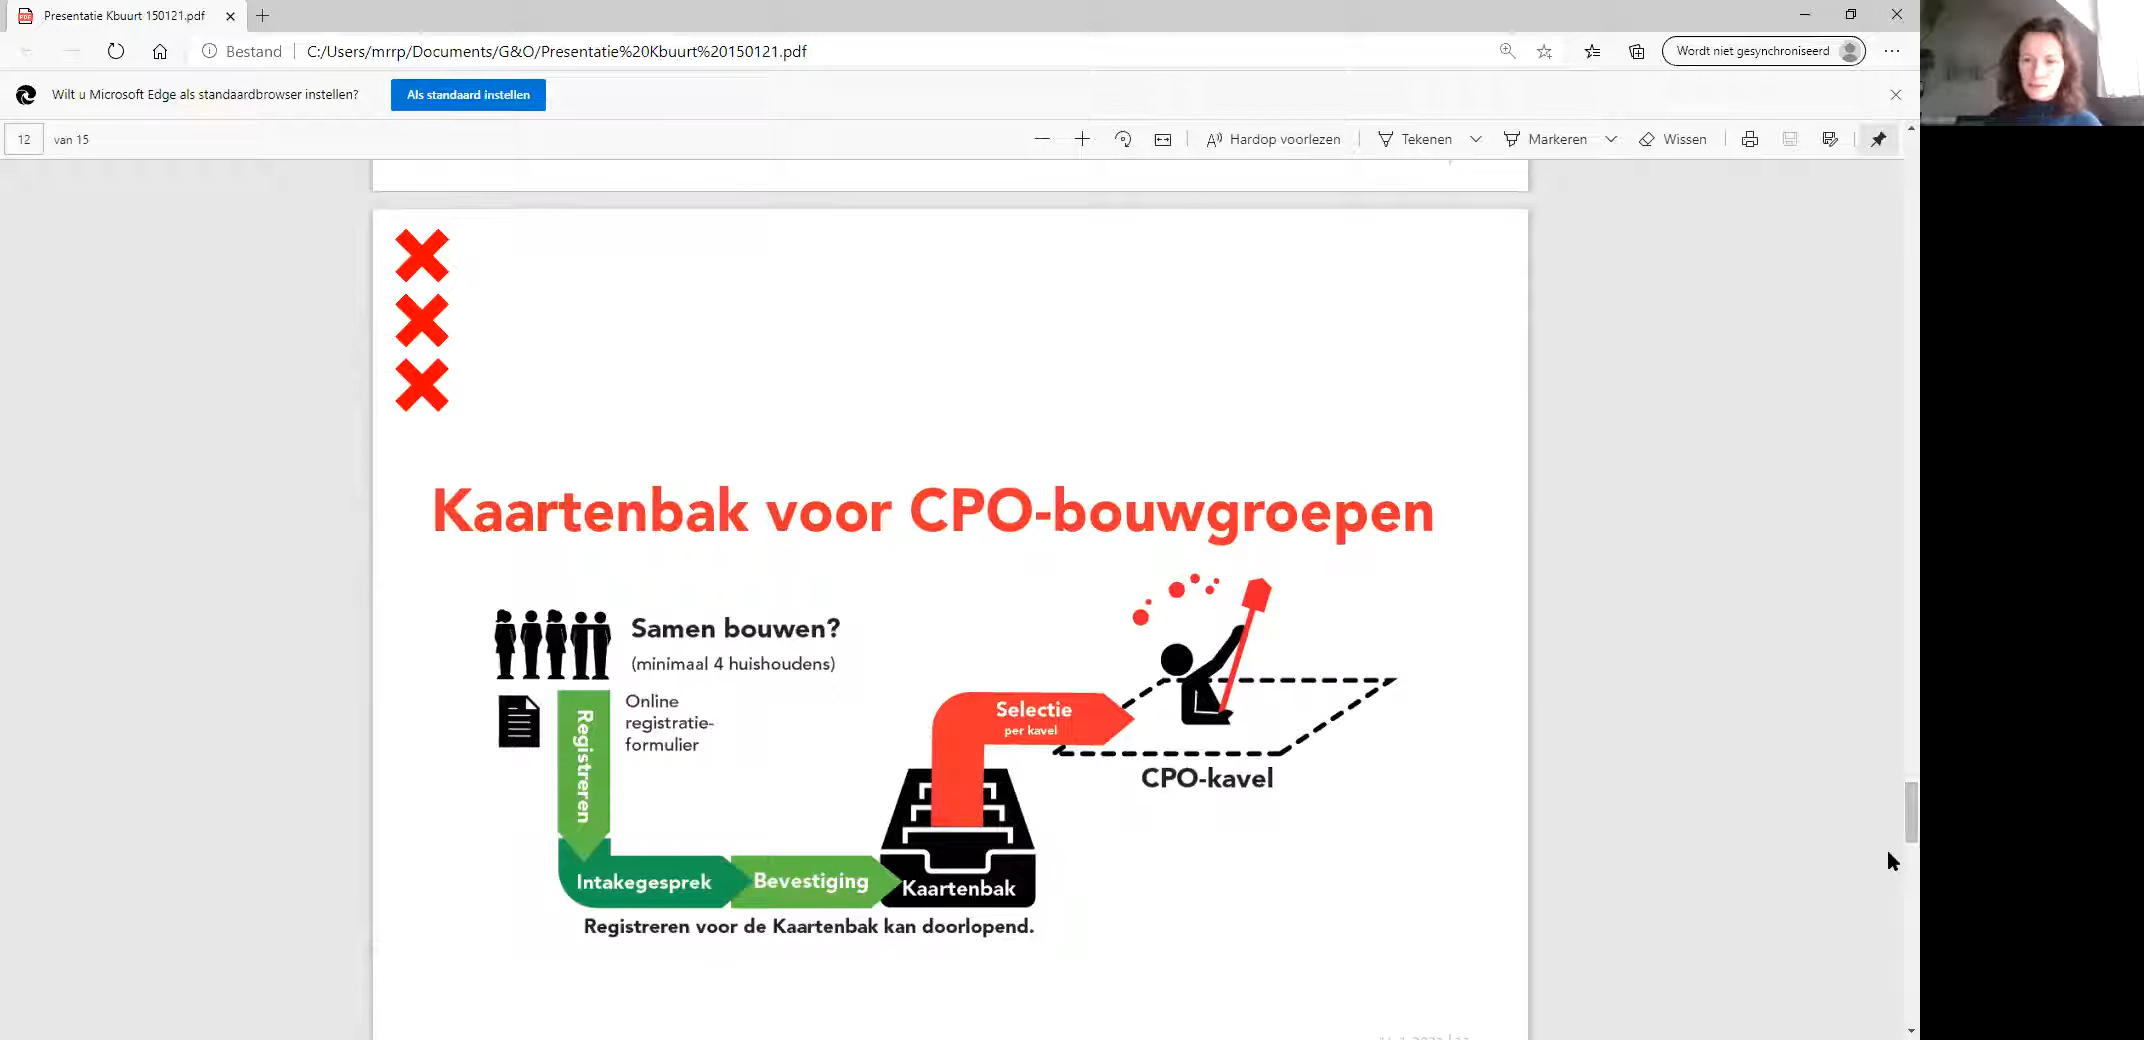 Presentatie Kbuurt 150121.pdf
Bestand
C:/Users/mrrp/Documents/G&O/Presentatie%20Kbuurt%20150121.pdf
Wordt niet gesynchroniseerd
Wilt u Microsoft Edge als standaardbrowser instellen?
Als standaard instellen
12 van 15
Hardop voorlezen
Tekenen
Markeren
Wissen
Kaartenbak voor CPO-bouwgroepen
Samen bouwen?
(minimaal 4 huishoudens)
Online
registratie-
formulier
Registreren
Selectie
per kavel
CPO-kavel
Intakegesprek
Bevestiging
Kaartenbak
Registreren voor de Kaartenbak kan doorlopend.